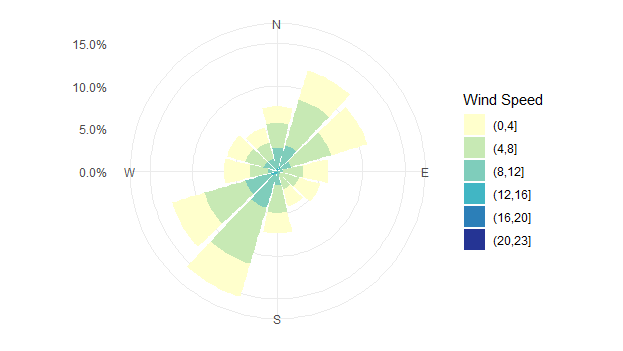 N
15.0%
10.0%
5.0%
0.0%
W
E
S
Wind Speed
(0,4]
(4,8]
(8,12]
(12,16]
(16,20]
(20,23]